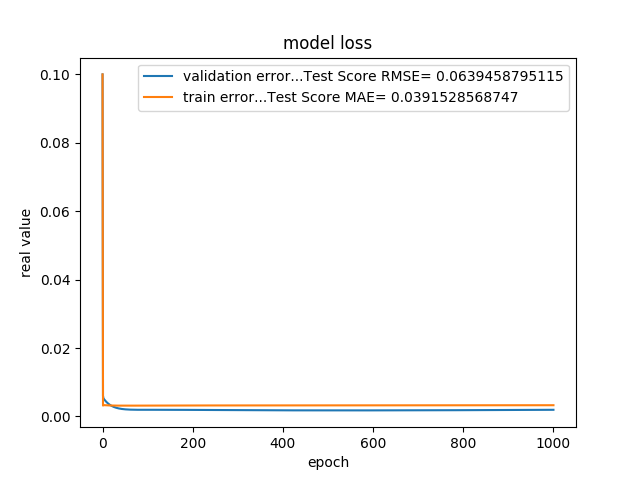 model loss
validation error...Test Score RMSE= 0.0639458795115
train error...Test Score MAE= 0.0391528568747
0.10
0.08
0.06
0.04
0.02
0.00
real value
0 200 400 600 800 1000
epoch